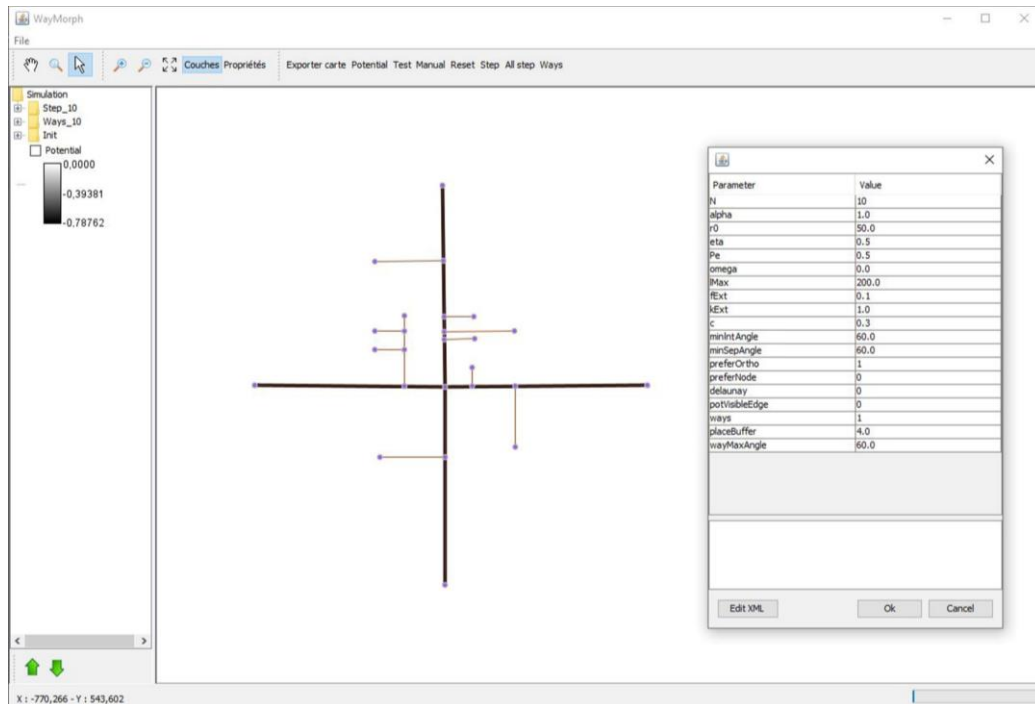 WayMorph
File
Couches Propriétés Exporter carte Potential Test Manual Reset Step All step Ways
Simulation
Step_10
Ways_10
Init
Potential
0,0000
-0,39381
-0,78762
Parameter Value
N 10
alpha 1.0
r0 50.0
eta 0.5
Pe 0.5
omega 0.0
lMax 200.0
fExt 0.1
kExt 1.0
c 0.3
minIntAngle 60.0
minSepAngle 60.0
preferOrtho 1
preferNode 0
delaunay 0
potVisibleEdge 0
ways 1
placeBuffer 4.0
wayMaxAngle 60.0
Edit XML Ok Cancel
X : -770,266 - Y : 543,602